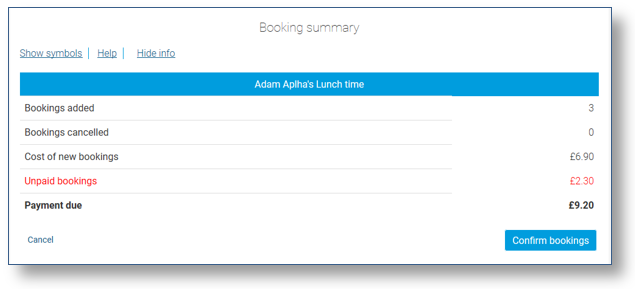 Booking summary
Show symbols | Help | Hide info
Adam Aplha's Lunch time
Bookings added 3
Bookings cancelled 0
Cost of new bookings £6.90
Unpaid bookings £2.30
Payment due £9.20
Cancel Confirm bookings